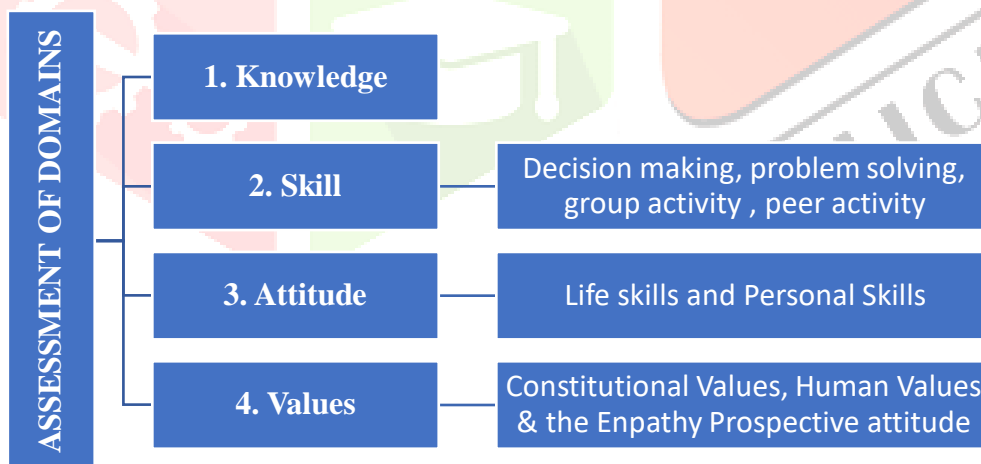 ASSESSMENT OF DOMAINS
1. Knowledge
2. Skill
Decision making, problem solving,
group activity , peer activity
3. Attitude
Life skills and Personal Skills
4. Values
Constitutional Values, Human Values
& the Enpathy Prospective attitude